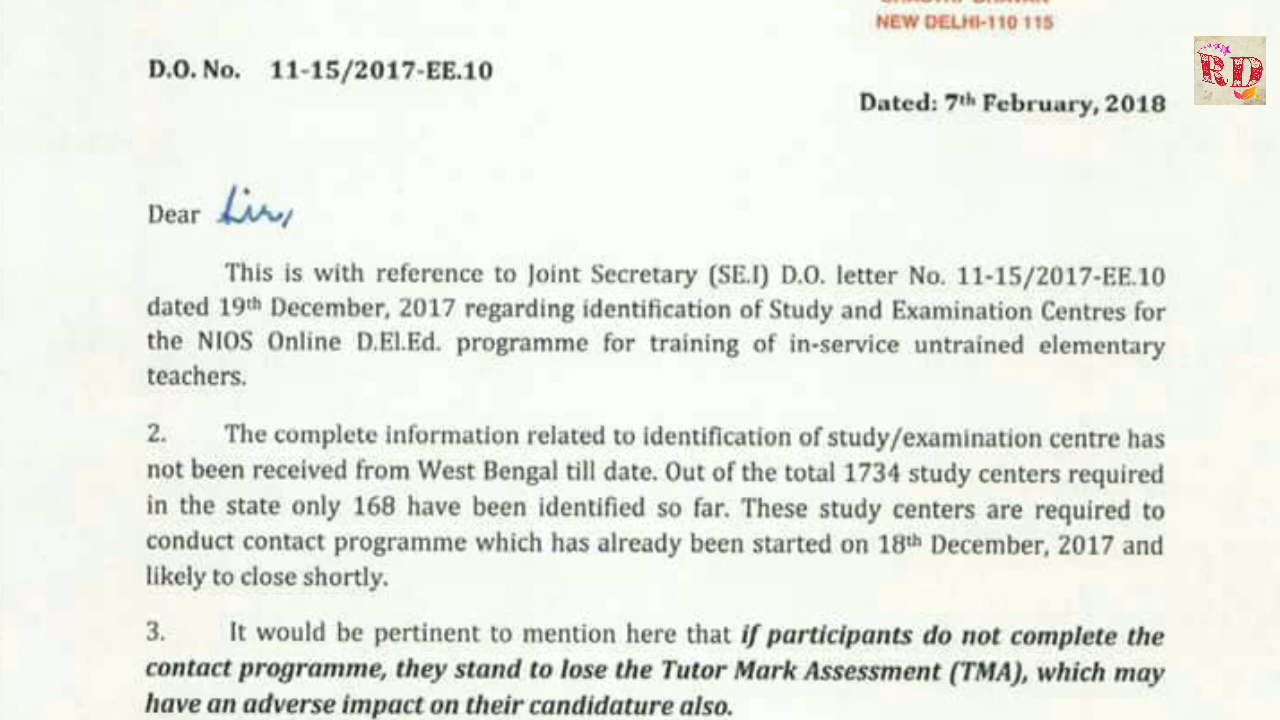 NEW DELHI-110 115
RD
D.O. No. 11-15/2017-EE.10
Dated: 7th February, 2018
Dear Sir,
This is with reference to Joint Secretary (SE.I) D.O. letter No. 11-15/2017-EE.10
dated 19th December, 2017 regarding identification of Study and Examination Centres for
the NIOS Online D.El.Ed. programme for training of in-service untrained elementary
teachers.
2. The complete information related to identification of study/examination centre has
not been received from West Bengal till date. Out of the total 1734 study centers required
in the state only 168 have been identified so far. These study centers are required to
conduct contact programme which has already been started on 18th December, 2017 and
likely to close shortly.
3. It would be pertinent to mention here that if participants do not complete the
contact programme, they stand to lose the Tutor Mark Assessment (TMA), which may
have an adverse impact on their candidature also.